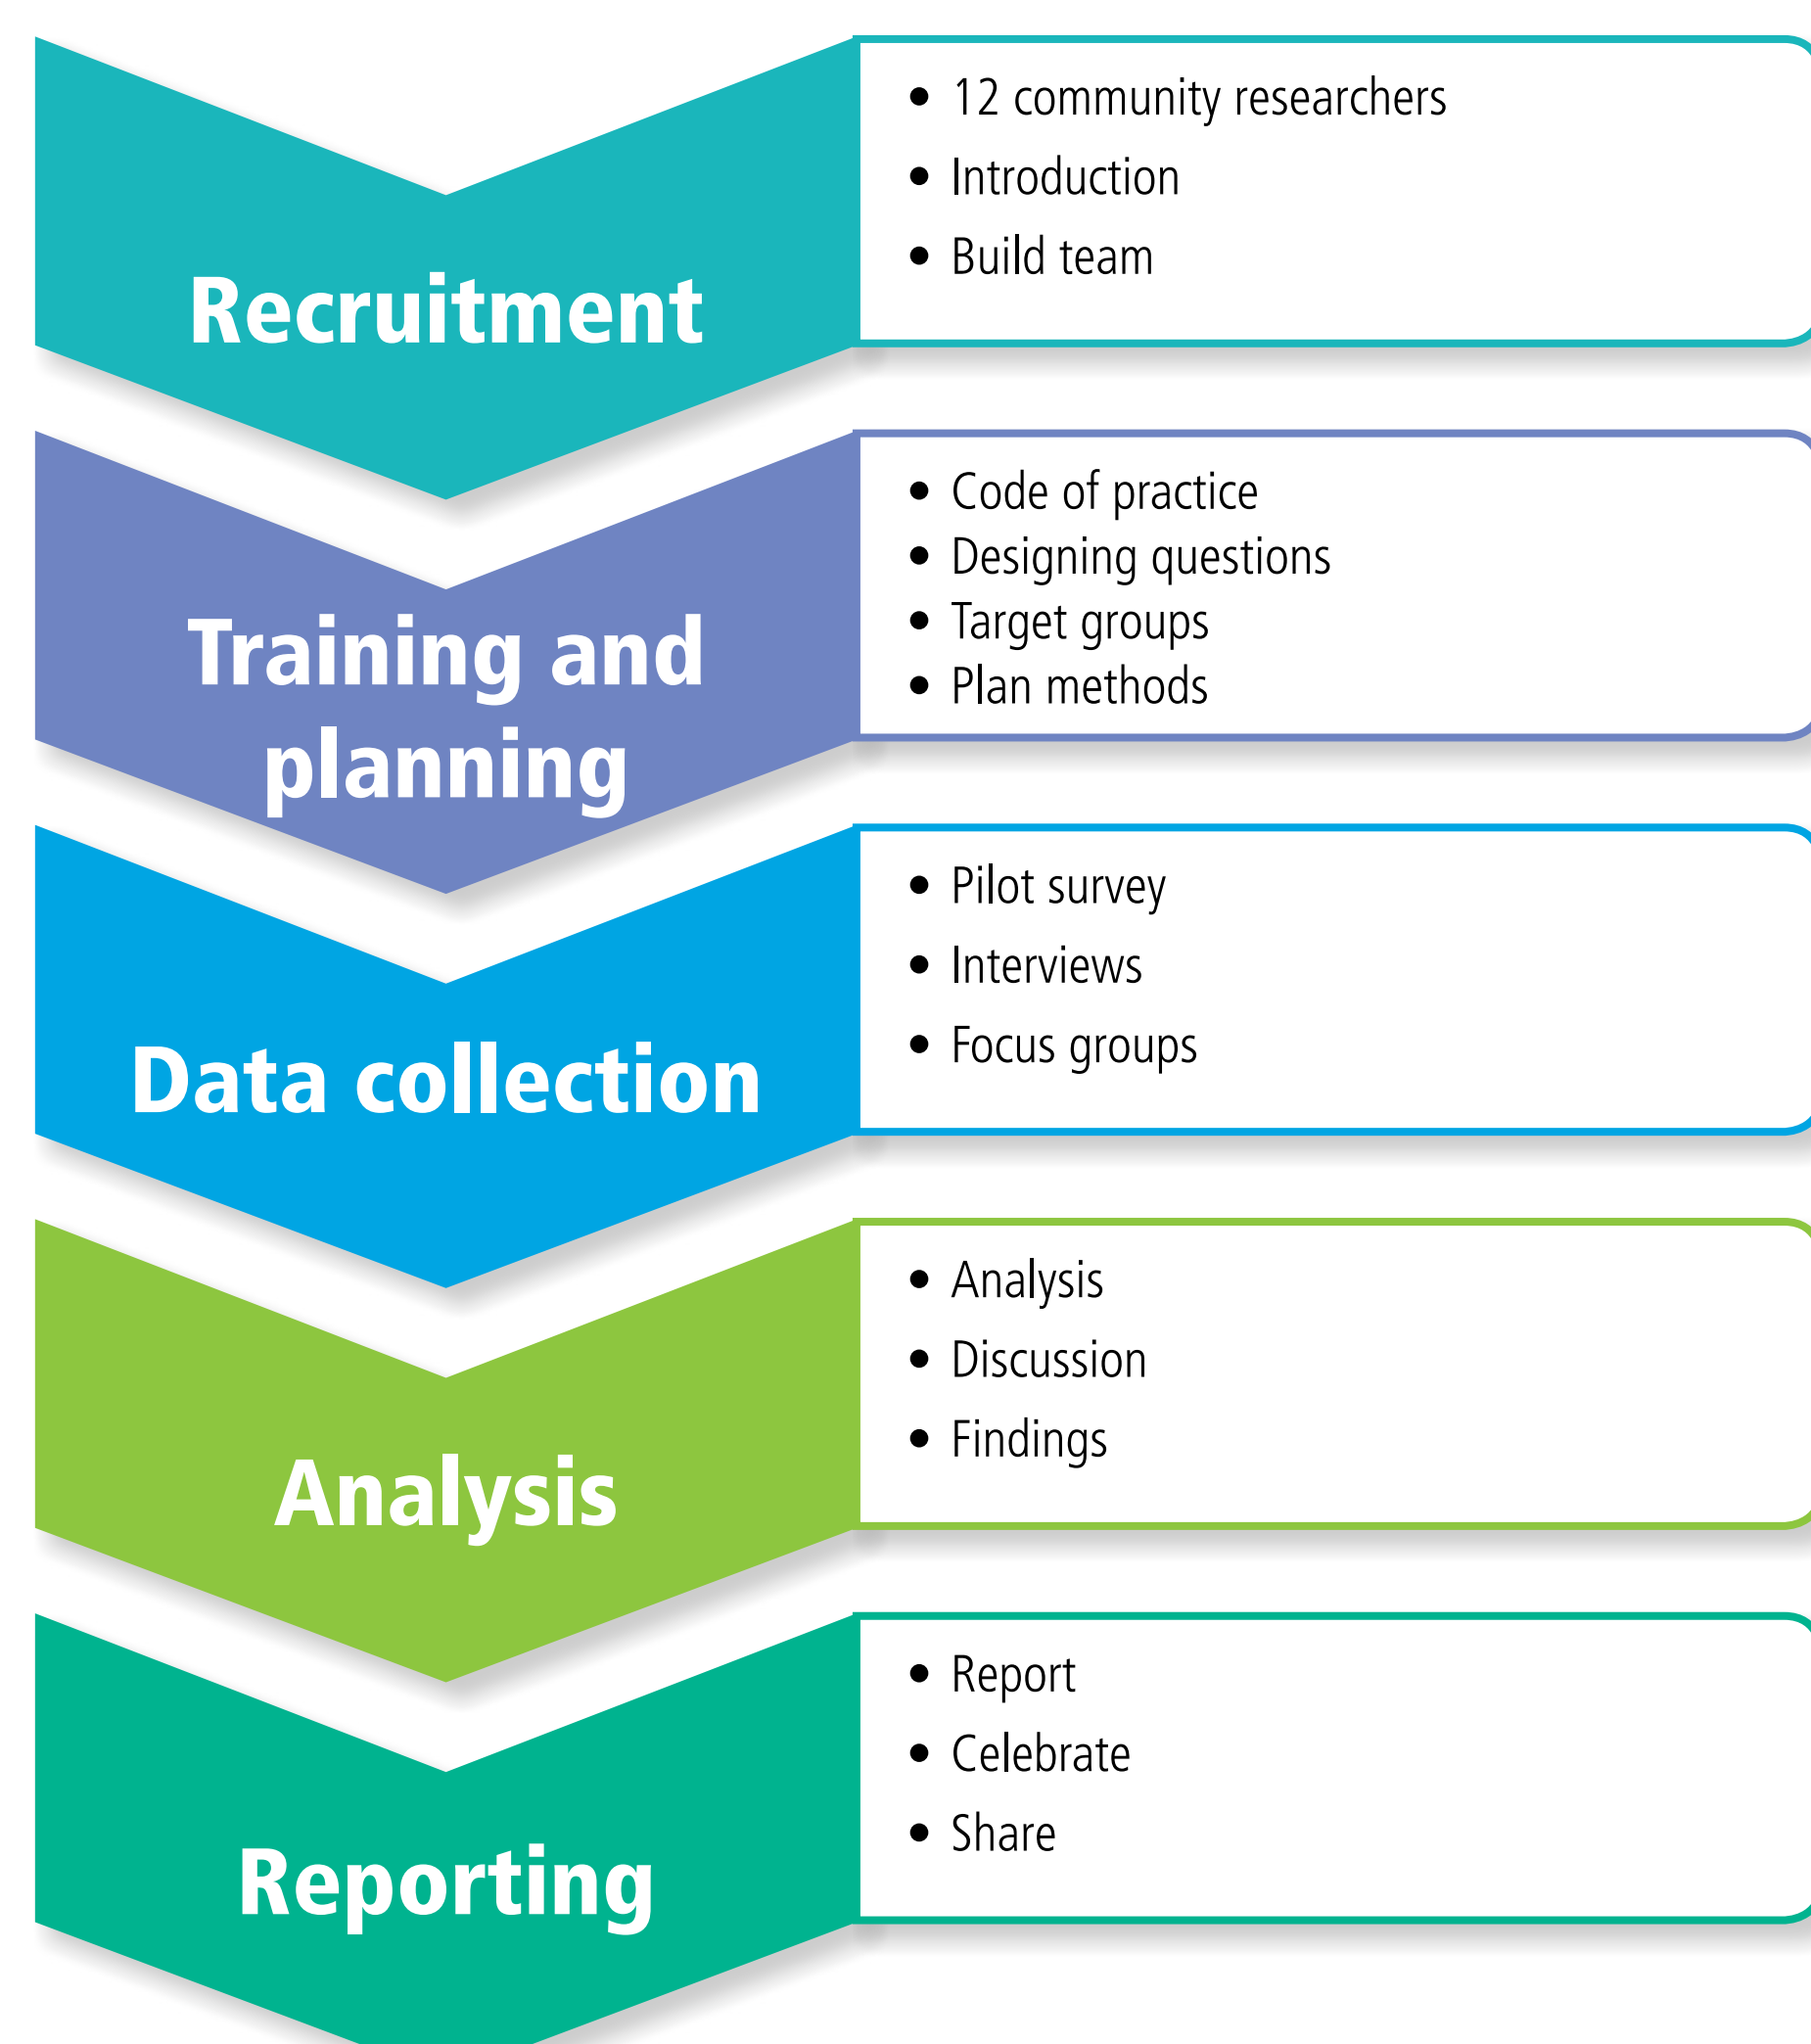 Recruitment
• 12 community researchers
• Introduction
• Build team
Training and
planning
• Code of practice
• Designing questions
• Target groups
• Plan methods
Data collection
• Pilot survey
• Interviews
• Focus groups
Analysis
• Analysis
• Discussion
• Findings
Reporting
• Report
• Celebrate
• Share